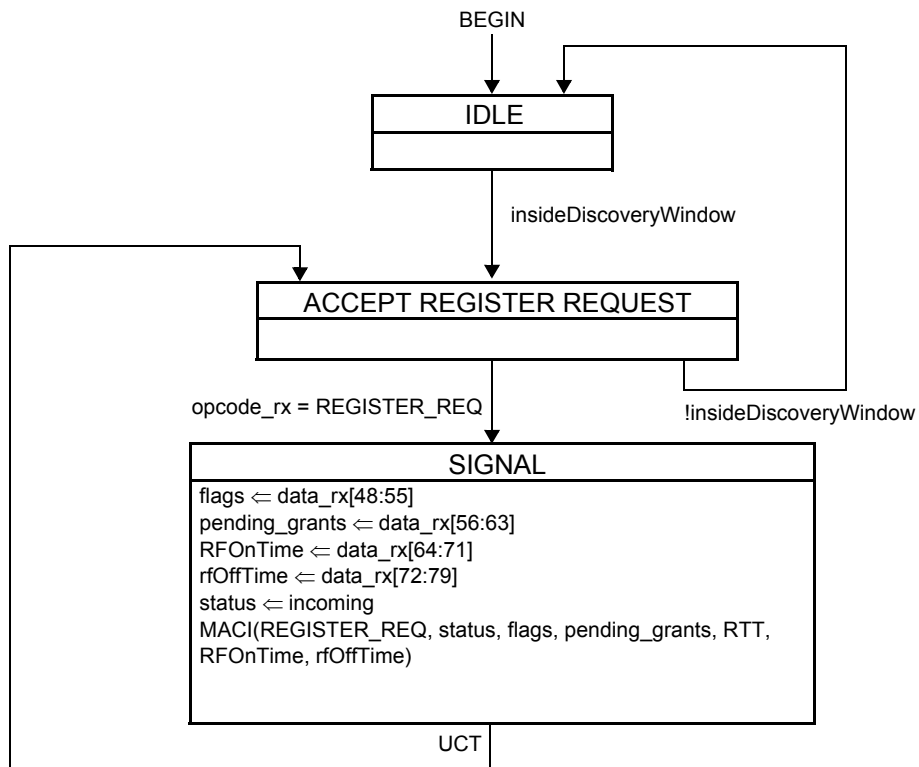 BEGIN
IDLE
insideDiscoveryWindow
ACCEPT REGISTER REQUEST
opcode_rx = REGISTER_REQ
!insideDiscoveryWindow
SIGNAL
flags ⇐ data_rx[48:55]
pending_grants ⇐ data_rx[56:63]
RFOnTime ⇐ data_rx[64:71]
rfOffTime ⇐ data_rx[72:79]
status ⇐ incoming
MACI(REGISTER_REQ, status, flags, pending_grants, RTT,
RFOnTime, rfOffTime)
UCT